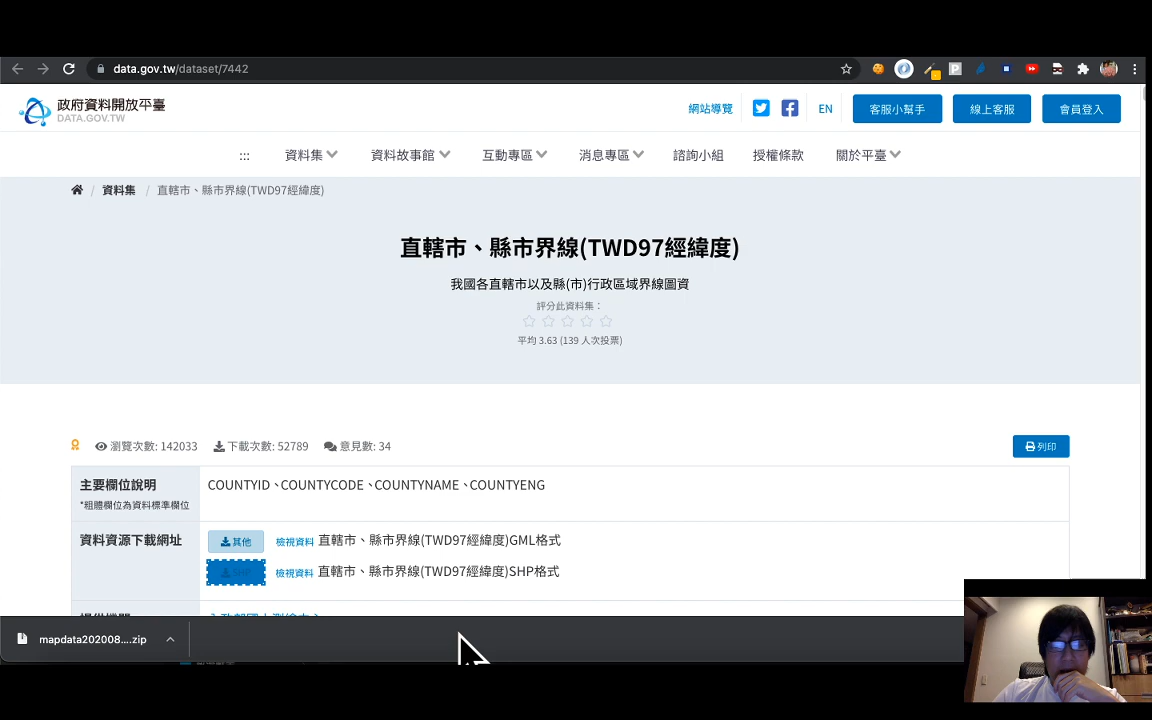 data.gov.tw/dataset/7442
政府資料開放平臺
DATA.GOV.TW
網站導覽
EN
客服小幫手
線上客服
會員登入
:::
資料集
資料故事館
互動專區
消息專區
諮詢小組
授權條款
關於平臺
/ 資料集 / 直轄市、縣市界線(TWD97經緯度)
直轄市、縣市界線(TWD97經緯度)
我國各直轄市以及縣(市)行政區域界線圖資
評分此資料集：
平均 3.63 (139 人次投票)
瀏覽次數: 142033 下載次數: 52789 意見數: 34
列印
主要欄位說明
*粗體欄位為資料標準欄位
COUNTYID、COUNTYCODE、COUNTYNAME、COUNTYENG
資料資源下載網址
其他 檢視資料 直轄市、縣市界線(TWD97經緯度)GML格式
檢視資料 直轄市、縣市界線(TWD97經緯度)SHP格式
mapdata202008....zip